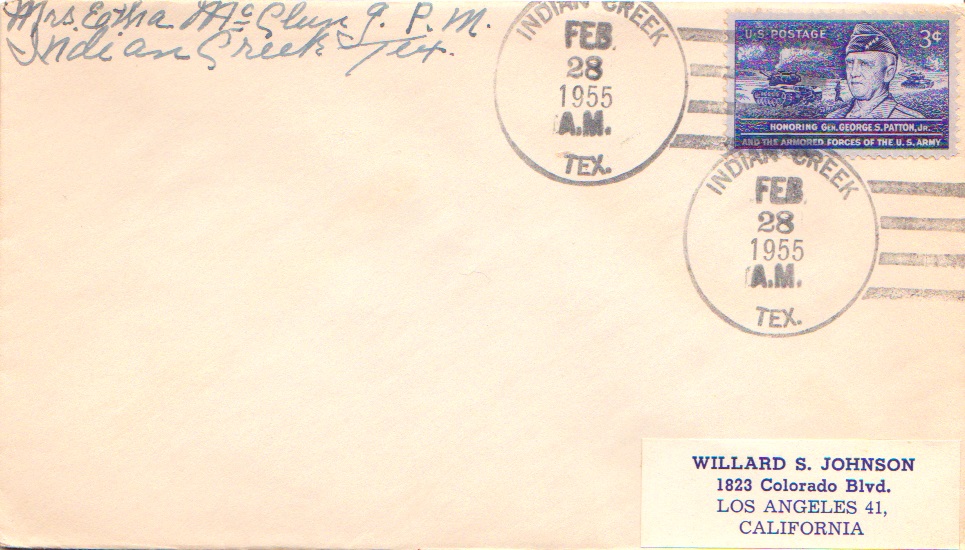 Mrs. Eatha McClung. P. M.
Indian Creek Tex.
INDIAN CREEK
FEB
28
1955
A.M.
TEX.
U.S. POSTAGE 3¢
HONORING GEN. GEORGE S. PATTON, JR.
AND THE ARMORED FORCES OF THE U. S. ARMY
INDIAN CREEK
FEB
28
1955
A.M.
TEX.
WILLARD S. JOHNSON
1823 Colorado Blvd.
LOS ANGELES 41,
CALIFORNIA